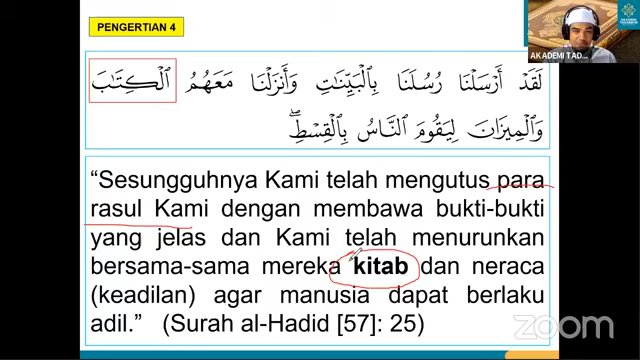 PENGERTIAN 4
لَقَدْ أَرْسَلْنَا رُسُلَنَا بِالْبَيِّنَاتِ وَأَنزَلْنَا مَعَهُمُ الْكِتَابَ
وَالْمِيزَانَ لِيَقُومَ النَّاسُ بِالْقِسْطِ ۖ
“Sesungguhnya Kami telah mengutus para
rasul Kami dengan membawa bukti-bukti
yang jelas dan Kami telah menurunkan
bersama-sama mereka kitab dan neraca
(keadilan) agar manusia dapat berlaku
adil.” (Surah al-Hadid [57]: 25)
AKADEMI TAD...
zoom